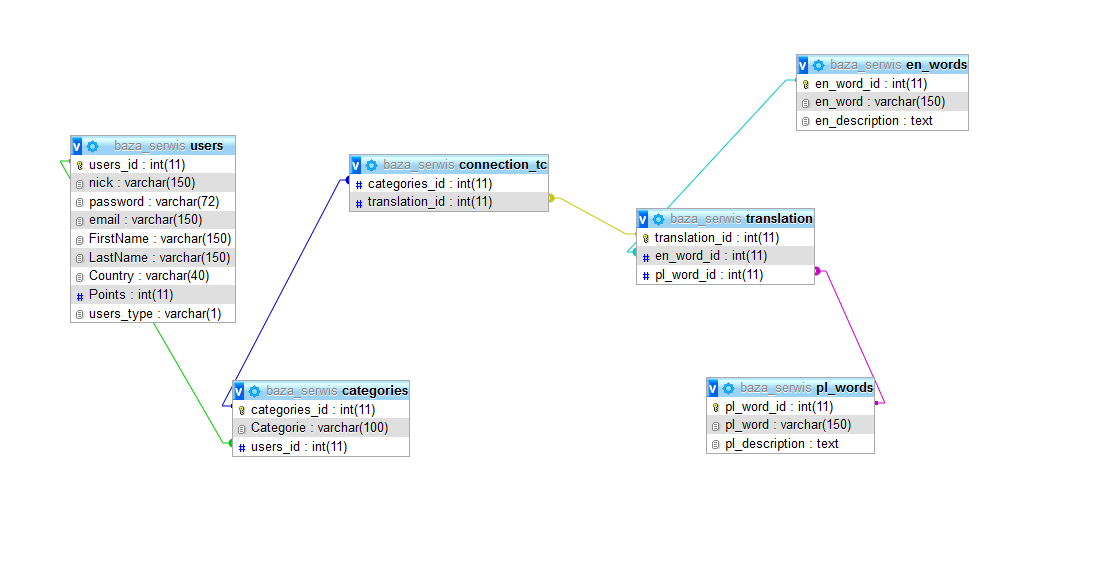 v baza_serwis users
users_id : int(11)
nick : varchar(150)
password : varchar(72)
email : varchar(150)
FirstName : varchar(150)
LastName : varchar(150)
Country : varchar(40)
# Points : int(11)
users_type : varchar(1)
v baza_serwis connection_tc
# categories_id : int(11)
# translation_id : int(11)
v baza_serwis en_words
en_word_id : int(11)
en_word : varchar(150)
en_description : text
v baza_serwis translation
translation_id : int(11)
# en_word_id : int(11)
# pl_word_id : int(11)
v baza_serwis categories
categories_id : int(11)
Categorie : varchar(100)
# users_id : int(11)
v baza_serwis pl_words
pl_word_id : int(11)
pl_word : varchar(150)
pl_description : text